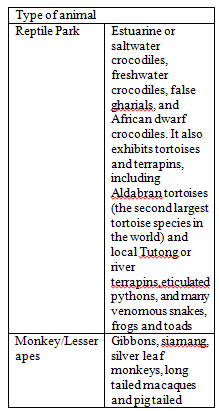 Type of animal
Reptile Park
Estuarine or
saltwater
crocodiles,
freshwater
crocodiles, false
gharials, and
African dwarf
crocodiles. It also
exhibits tortoises
and terrapins,
including
Aldabran tortoises
(the second largest
tortoise species in
the world) and
local Tutong or
river
terrapins,eticulated
pythons, and many
venomous snakes,
frogs and toads
Monkey/Lesser
apes
Gibbons, siamang,
silver leaf
monkeys, long
tailed macaques
and pig tailed